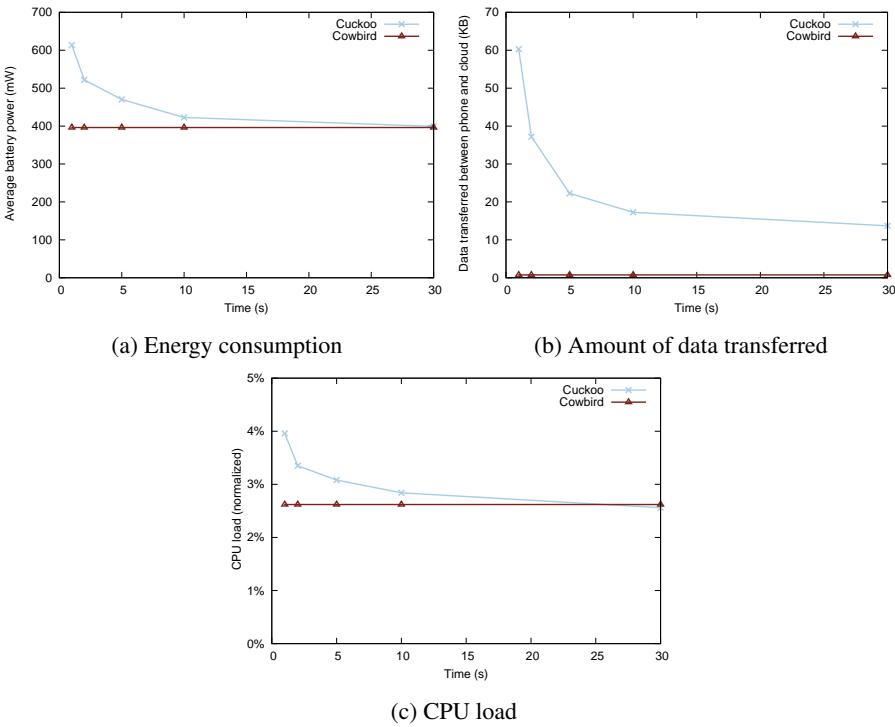 700
600
500
400
300
200
100
0
0 5 10 15 20 25 30
Average battery power (mW)
Time (s)
Cuckoo
Cowbird
(a) Energy consumption
70
60
50
40
30
20
10
0
0 5 10 15 20 25 30
Data transferred between phone and cloud (KB)
Time (s)
Cuckoo
Cowbird
(b) Amount of data transferred
5%
4%
3%
2%
1%
0%
0 5 10 15 20 25 30
CPU load (normalized)
Time (s)
Cuckoo
Cowbird
(c) CPU load